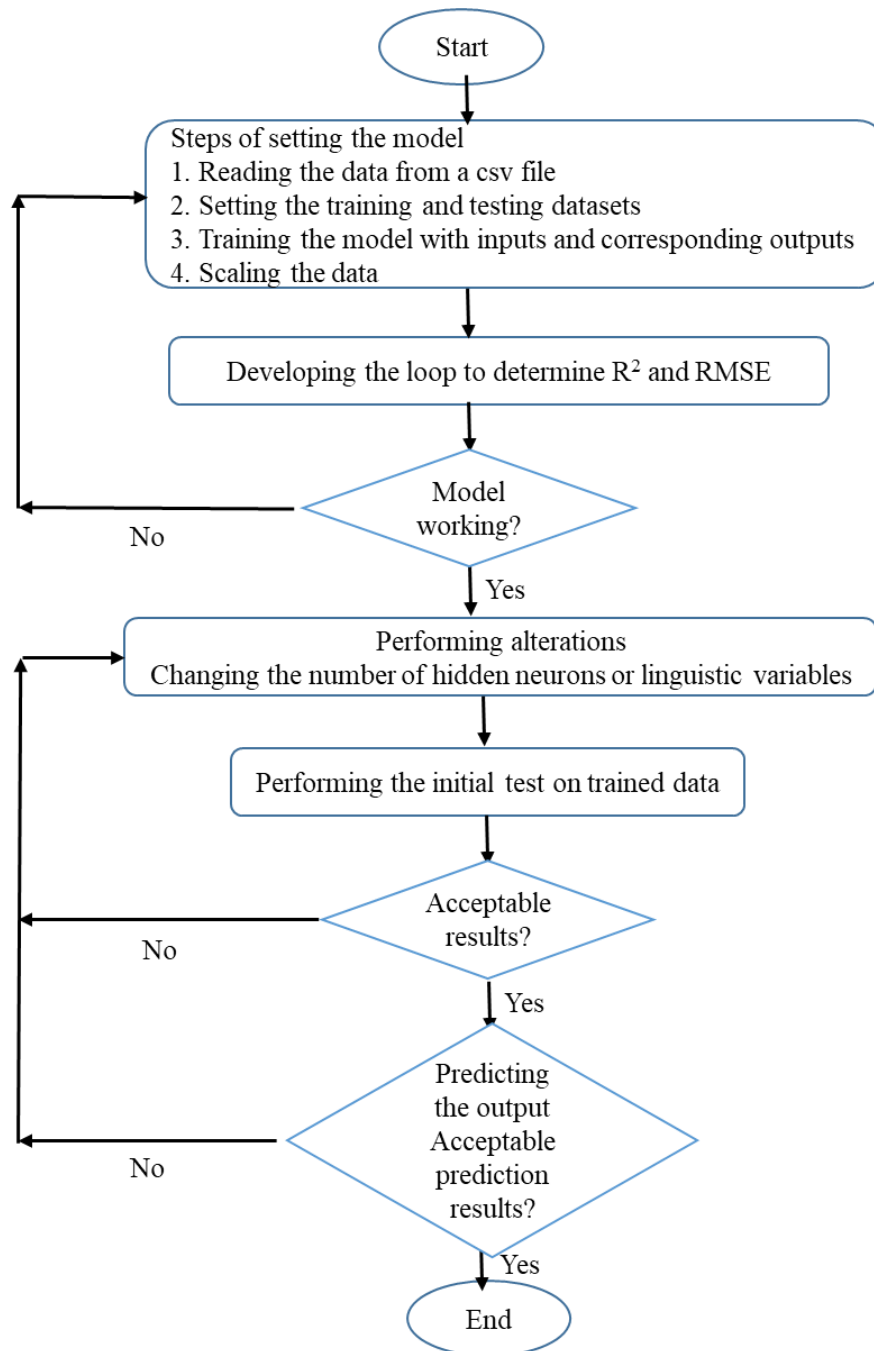 Start
Steps of setting the model
1. Reading the data from a csv file
2. Setting the training and testing datasets
3. Training the model with inputs and corresponding outputs
4. Scaling the data
Developing the loop to determine R² and RMSE
Model
working?
No
Yes
Performing alterations
Changing the number of hidden neurons or linguistic variables
Performing the initial test on trained data
Acceptable
results?
No
Yes
Predicting
the output
Acceptable
prediction
results?
No
Yes
End